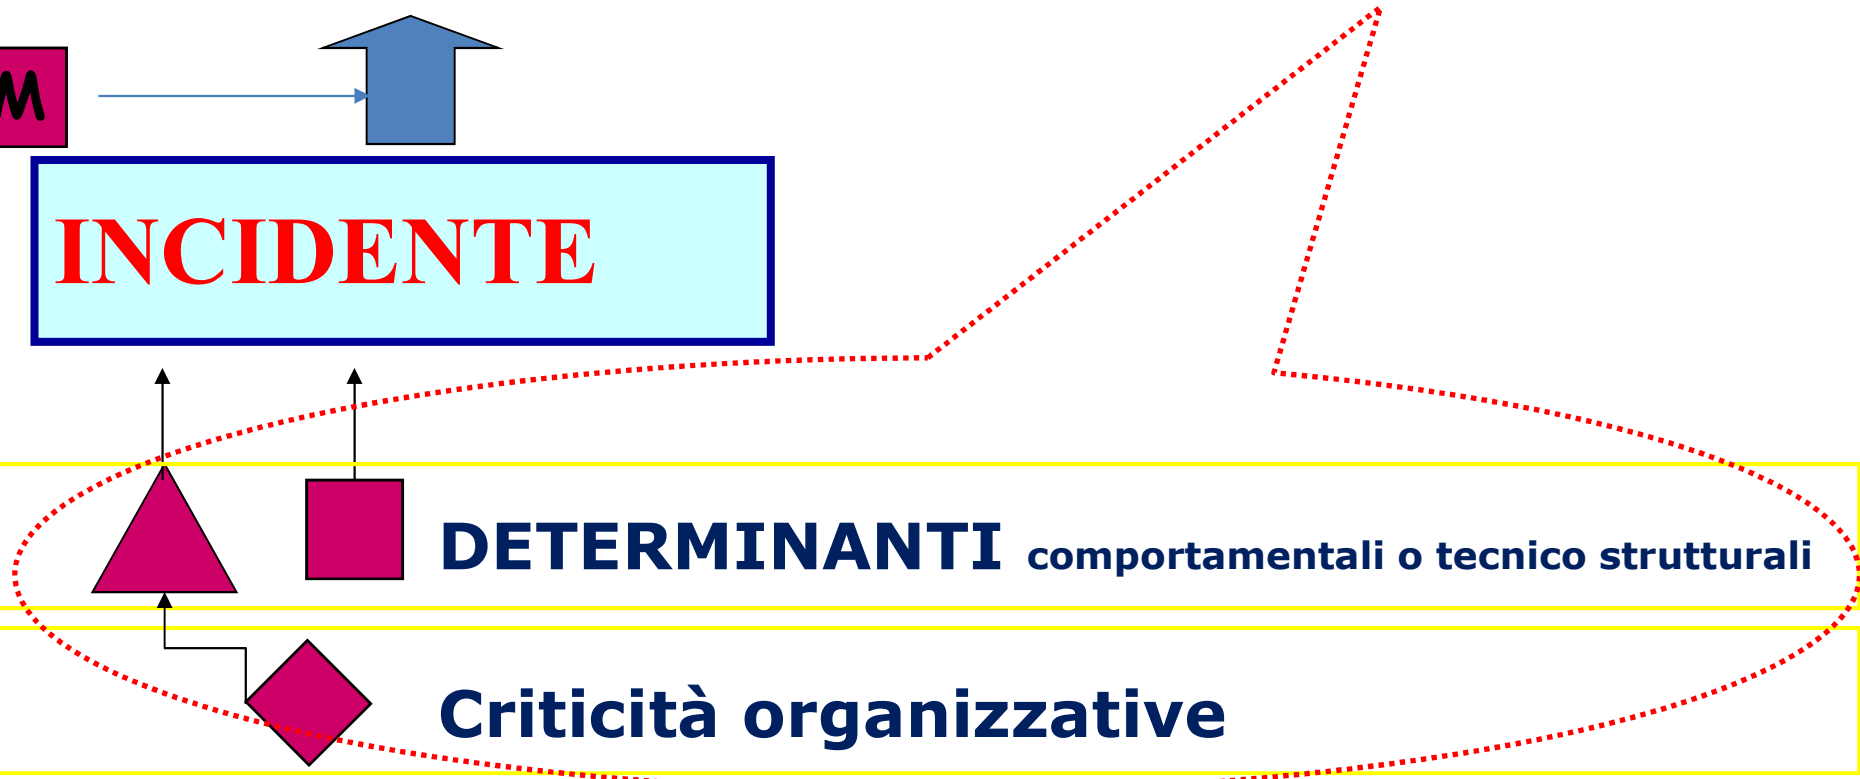 M
INCIDENTE
DETERMINANTI comportamentali o tecnico strutturali
Criticità organizzative